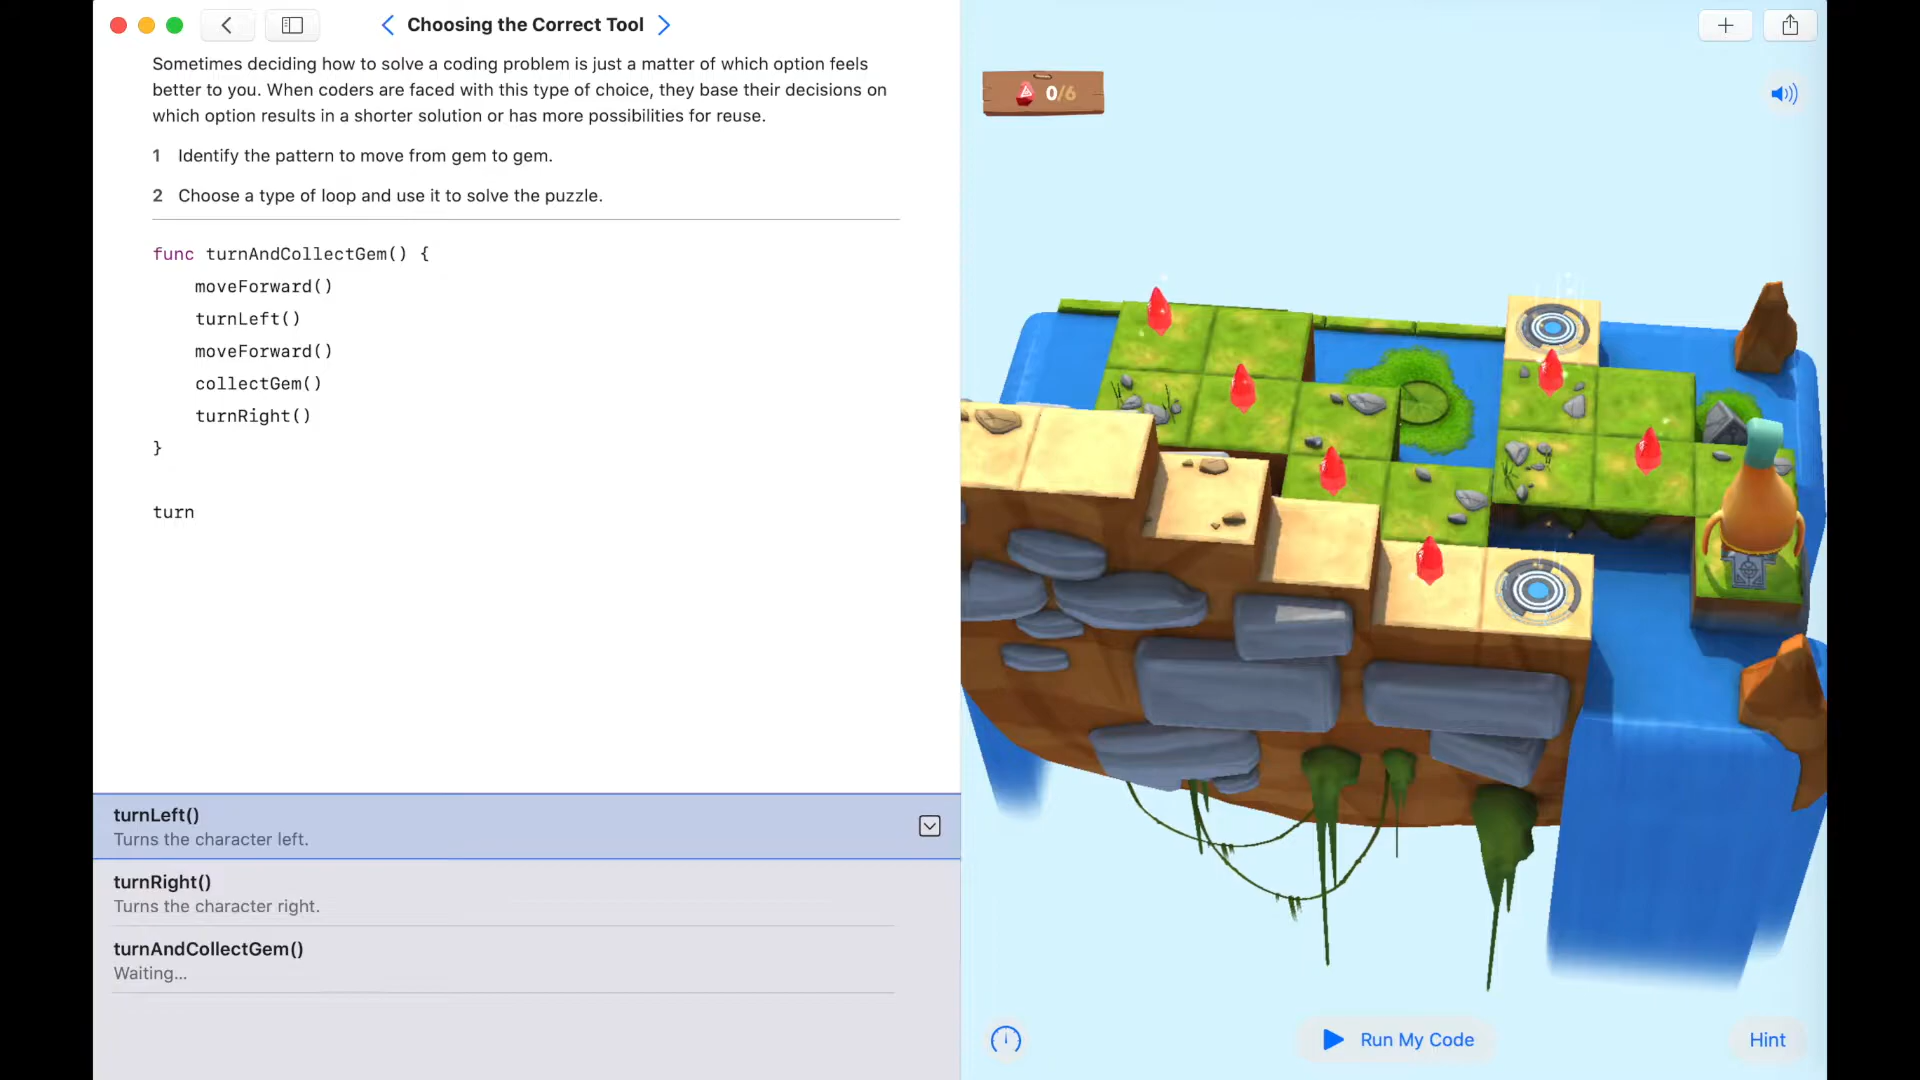 Choosing the Correct Tool
Sometimes deciding how to solve a coding problem is just a matter of which option feels
better to you. When coders are faced with this type of choice, they base their decisions on
which option results in a shorter solution or has more possibilities for reuse.
1 Identify the pattern to move from gem to gem.
2 Choose a type of loop and use it to solve the puzzle.
func turnAndCollectGem() {
moveForward()
turnLeft()
moveForward()
collectGem()
turnRight()
}
turn
turnLeft()
Turns the character left.
turnRight()
Turns the character right.
turnAndCollectGem()
Waiting...
0/6
Run My Code
Hint